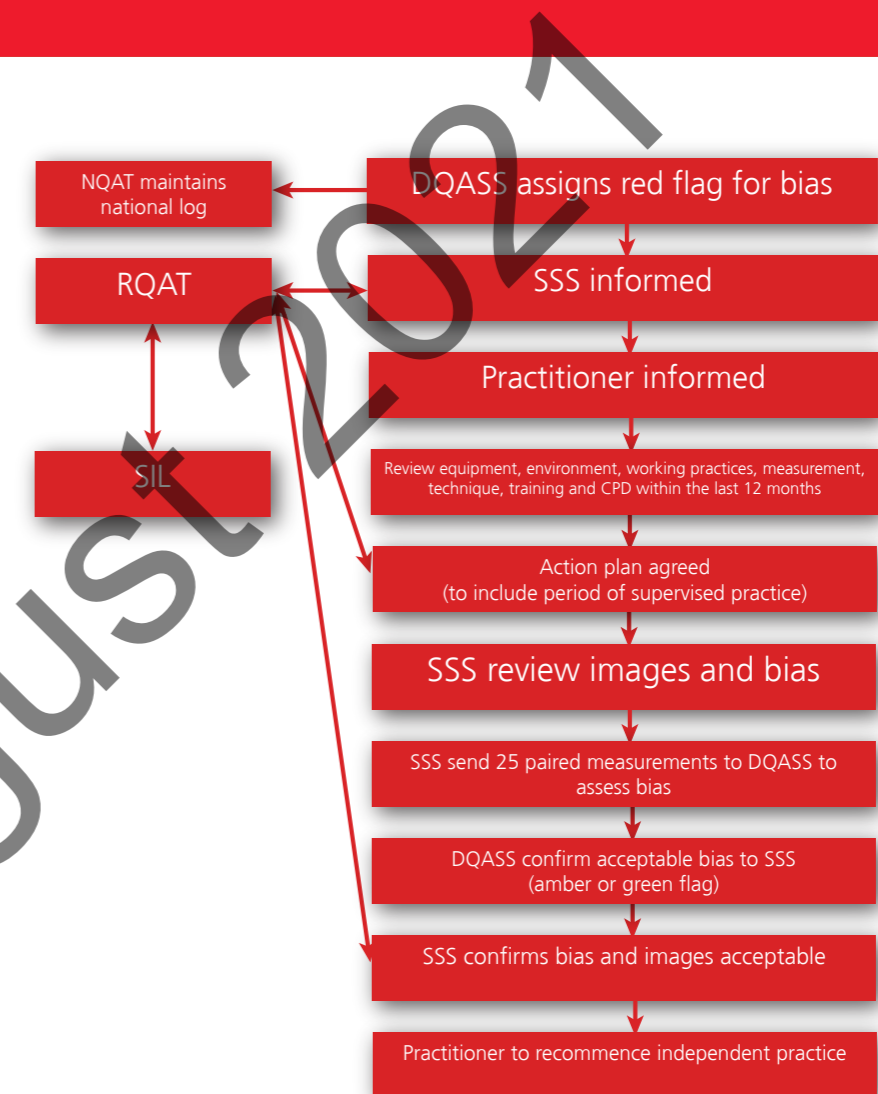 DQASS assigns red flag for bias
NQAT maintains
national log
SSS informed
RQAT
Practitioner informed
SIL
Review equipment, environment, working practices, measurement,
technique, training and CPD within the last 12 months
Action plan agreed
(to include period of supervised practice)
SSS review images and bias
SSS send 25 paired measurements to DQASS to
assess bias
DQASS confirm acceptable bias to SSS
(amber or green flag)
SSS confirms bias and images acceptable
Practitioner to recommence independent practice
gust 2021